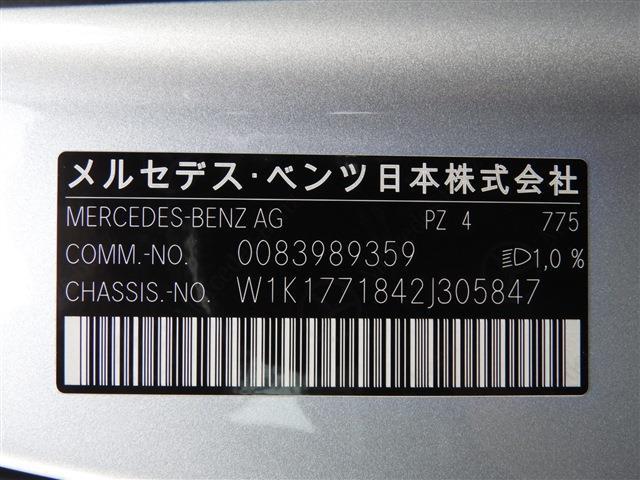 メルセデス・ベンツ日本株式会社
MERCEDES-BENZ AG PZ 4 775
COMM.-NO. 0083989359 1,0 %
CHASSIS.-NO. W1K1771842J305847